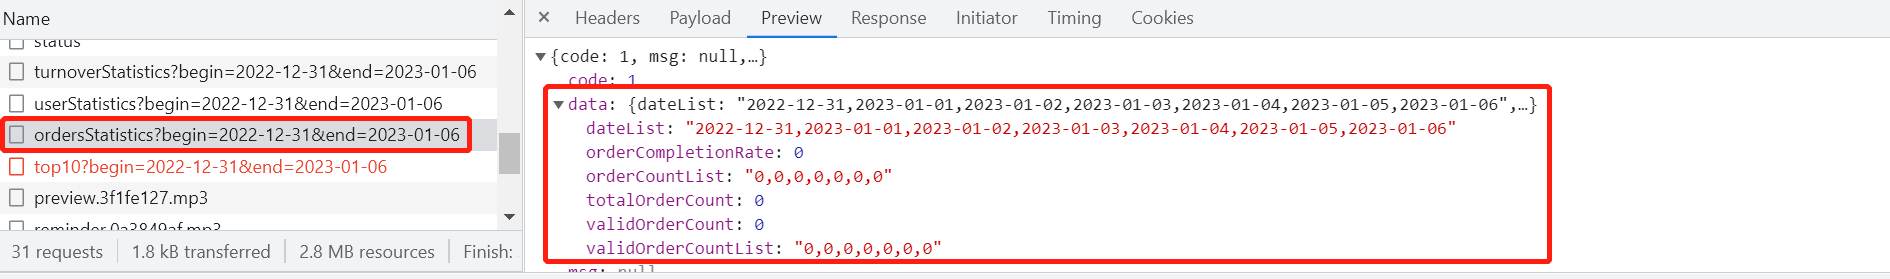 Name
status
turnoverStatistics?begin=2022-12-31&end=2023-01-06
userStatistics?begin=2022-12-31&end=2023-01-06
ordersStatistics?begin=2022-12-31&end=2023-01-06
top10?begin=2022-12-31&end=2023-01-06
preview.3f1fe127.mp3
reminder.0a3849af.mp3
31 requests 1.8 kB transferred 2.8 MB resources Finish:
× Headers Payload Preview Response Initiator Timing Cookies
▼{code: 1, msg: null,…}
code: 1
▼data: {dateList: "2022-12-31,2023-01-01,2023-01-02,2023-01-03,2023-01-04,2023-01-05,2023-01-06",…}
dateList: "2022-12-31,2023-01-01,2023-01-02,2023-01-03,2023-01-04,2023-01-05,2023-01-06"
orderCompletionRate: 0
orderCountList: "0,0,0,0,0,0,0"
totalOrderCount: 0
validOrderCount: 0
validOrderCountList: "0,0,0,0,0,0,0"
msg: null